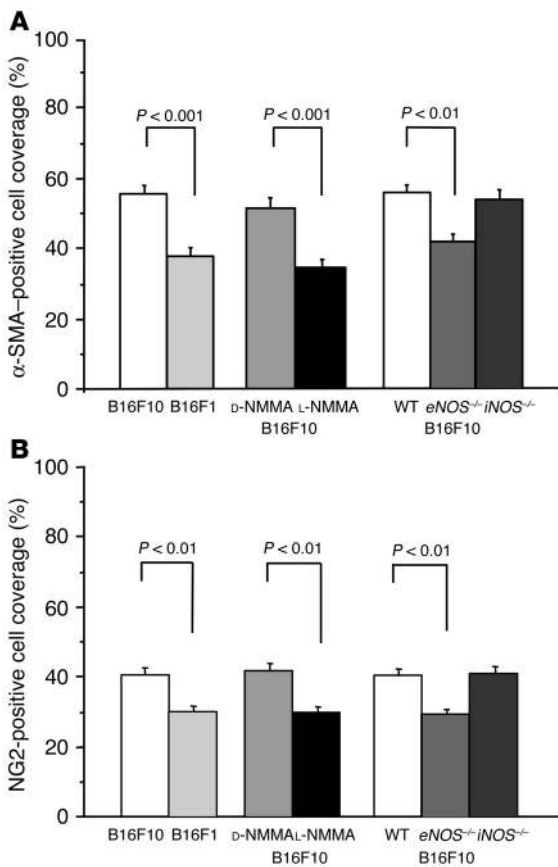 A
α-SMA–positive cell coverage (%)
100
80
60
40
20
0
P < 0.001
P < 0.001
P < 0.01
B16F10 B16F1
D-NMMA L-NMMA
B16F10
WT eNOS⁻/⁻ iNOS⁻/⁻
B16F10
B
NG2-positive cell coverage (%)
100
80
60
40
20
0
P < 0.01
P < 0.01
P < 0.01
B16F10 B16F1
D-NMMA L-NMMA
B16F10
WT eNOS⁻/⁻ iNOS⁻/⁻
B16F10